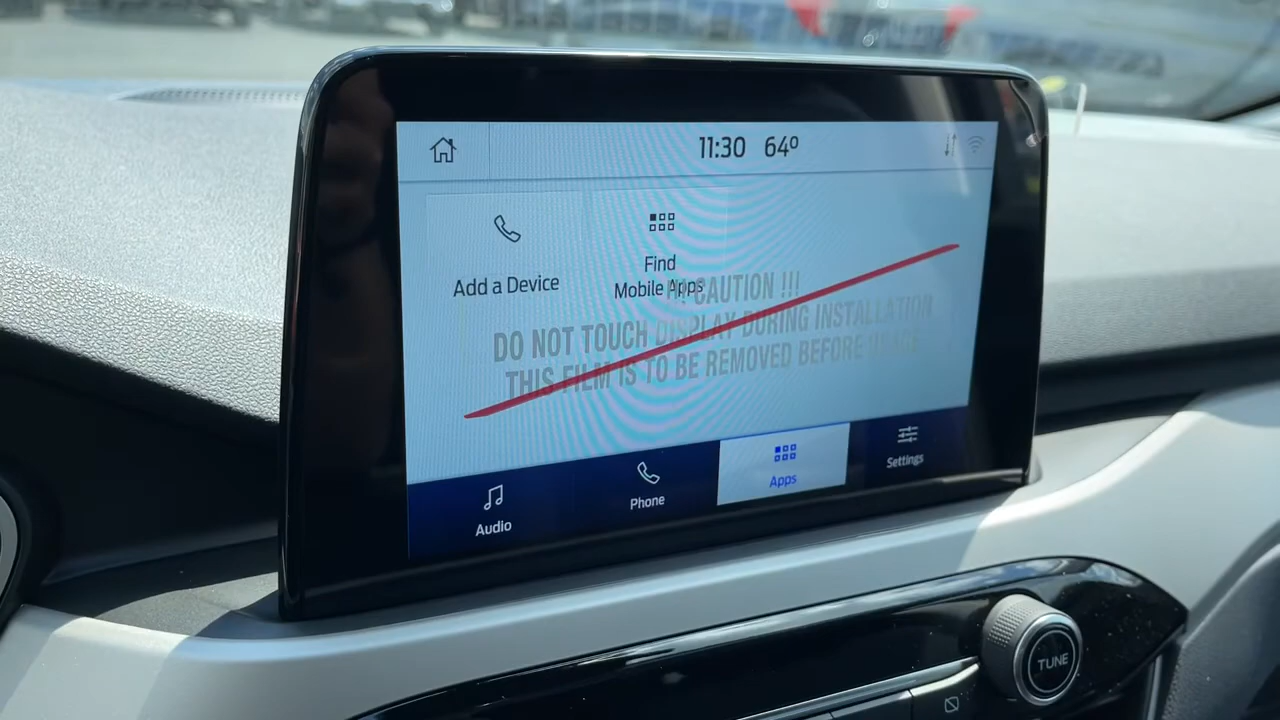 11:30 64º
Add a Device
Find
Mobile Apps
!!! CAUTION !!!
DO NOT TOUCH DISPLAY DURING INSTALLATION
THIS FILM IS TO BE REMOVED BEFORE
Audio
Phone
Apps
Settings
TUNE